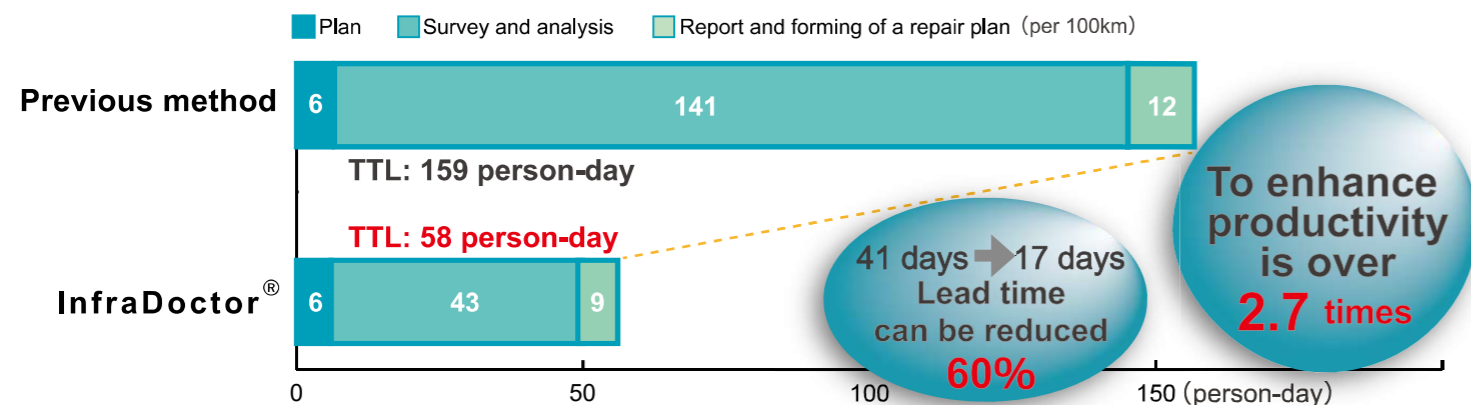 Plan Survey and analysis Report and forming of a repair plan (per 100km)
Previous method
6 141 12
TTL: 159 person-day
TTL: 58 person-day
InfraDoctor®
6 43 9
41 days 17 days
Lead time
can be reduced
60%
To enhance
productivity
is over
2.7 times
0 50 100 150 (person-day)